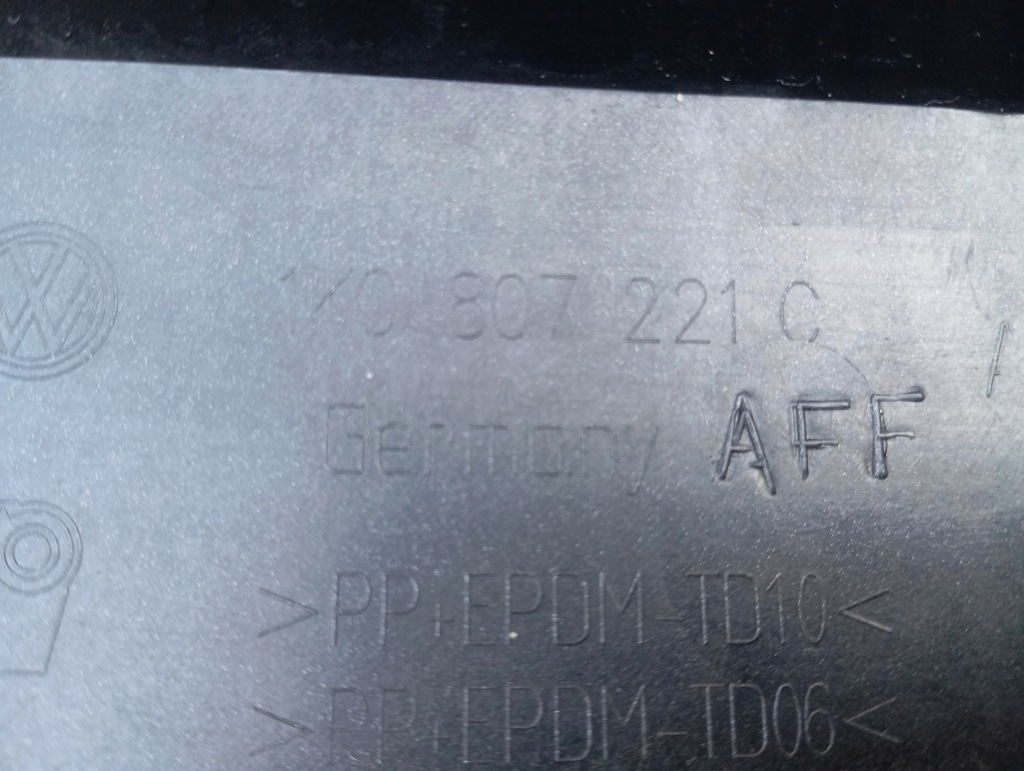 1K0 807 221 C
Germany AFF
>PP+EPDM-TD10<
>PP+EPDM-TD06<